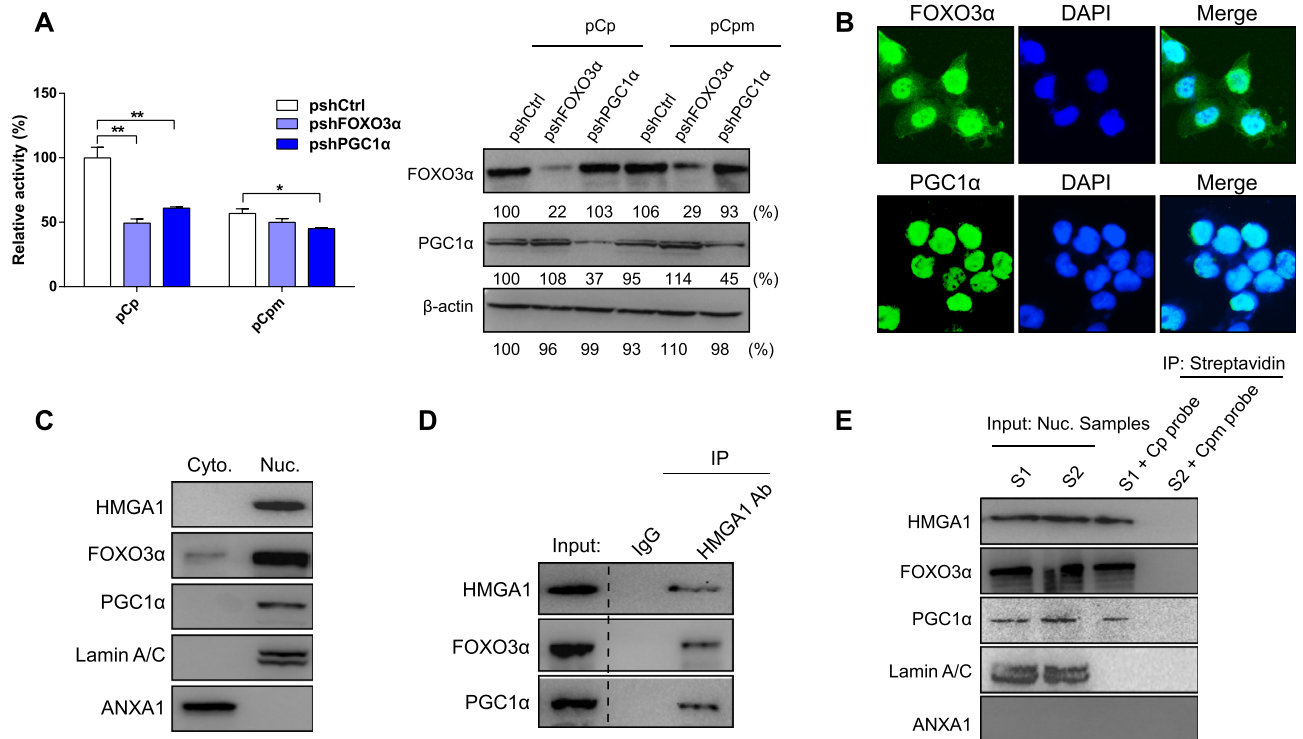 A
pCp pCpm
pshCtrl pshFOXO3α pshPGC1α pshCtrl pshFOXO3α pshPGC1α
150
100
50
0
Relative activity (%)
pshCtrl
pshFOXO3α
pshPGC1α
**
**
*
pCp pCpm
FOXO3α
100 22 103 106 29 93 (%)
PGC1α
100 108 37 95 114 45 (%)
β-actin
100 96 99 93 110 98 (%)
B
FOXO3α DAPI Merge
PGC1α DAPI Merge
C
Cyto. Nuc.
HMGA1
FOXO3α
PGC1α
Lamin A/C
ANXA1
D
IP
Input: IgG HMGA1 Ab
HMGA1
FOXO3α
PGC1α
E
IP: Streptavidin
Input: Nuc. Samples
S1 S2 S1 + Cp probe S2 + Cpm probe
HMGA1
FOXO3α
PGC1α
Lamin A/C
ANXA1